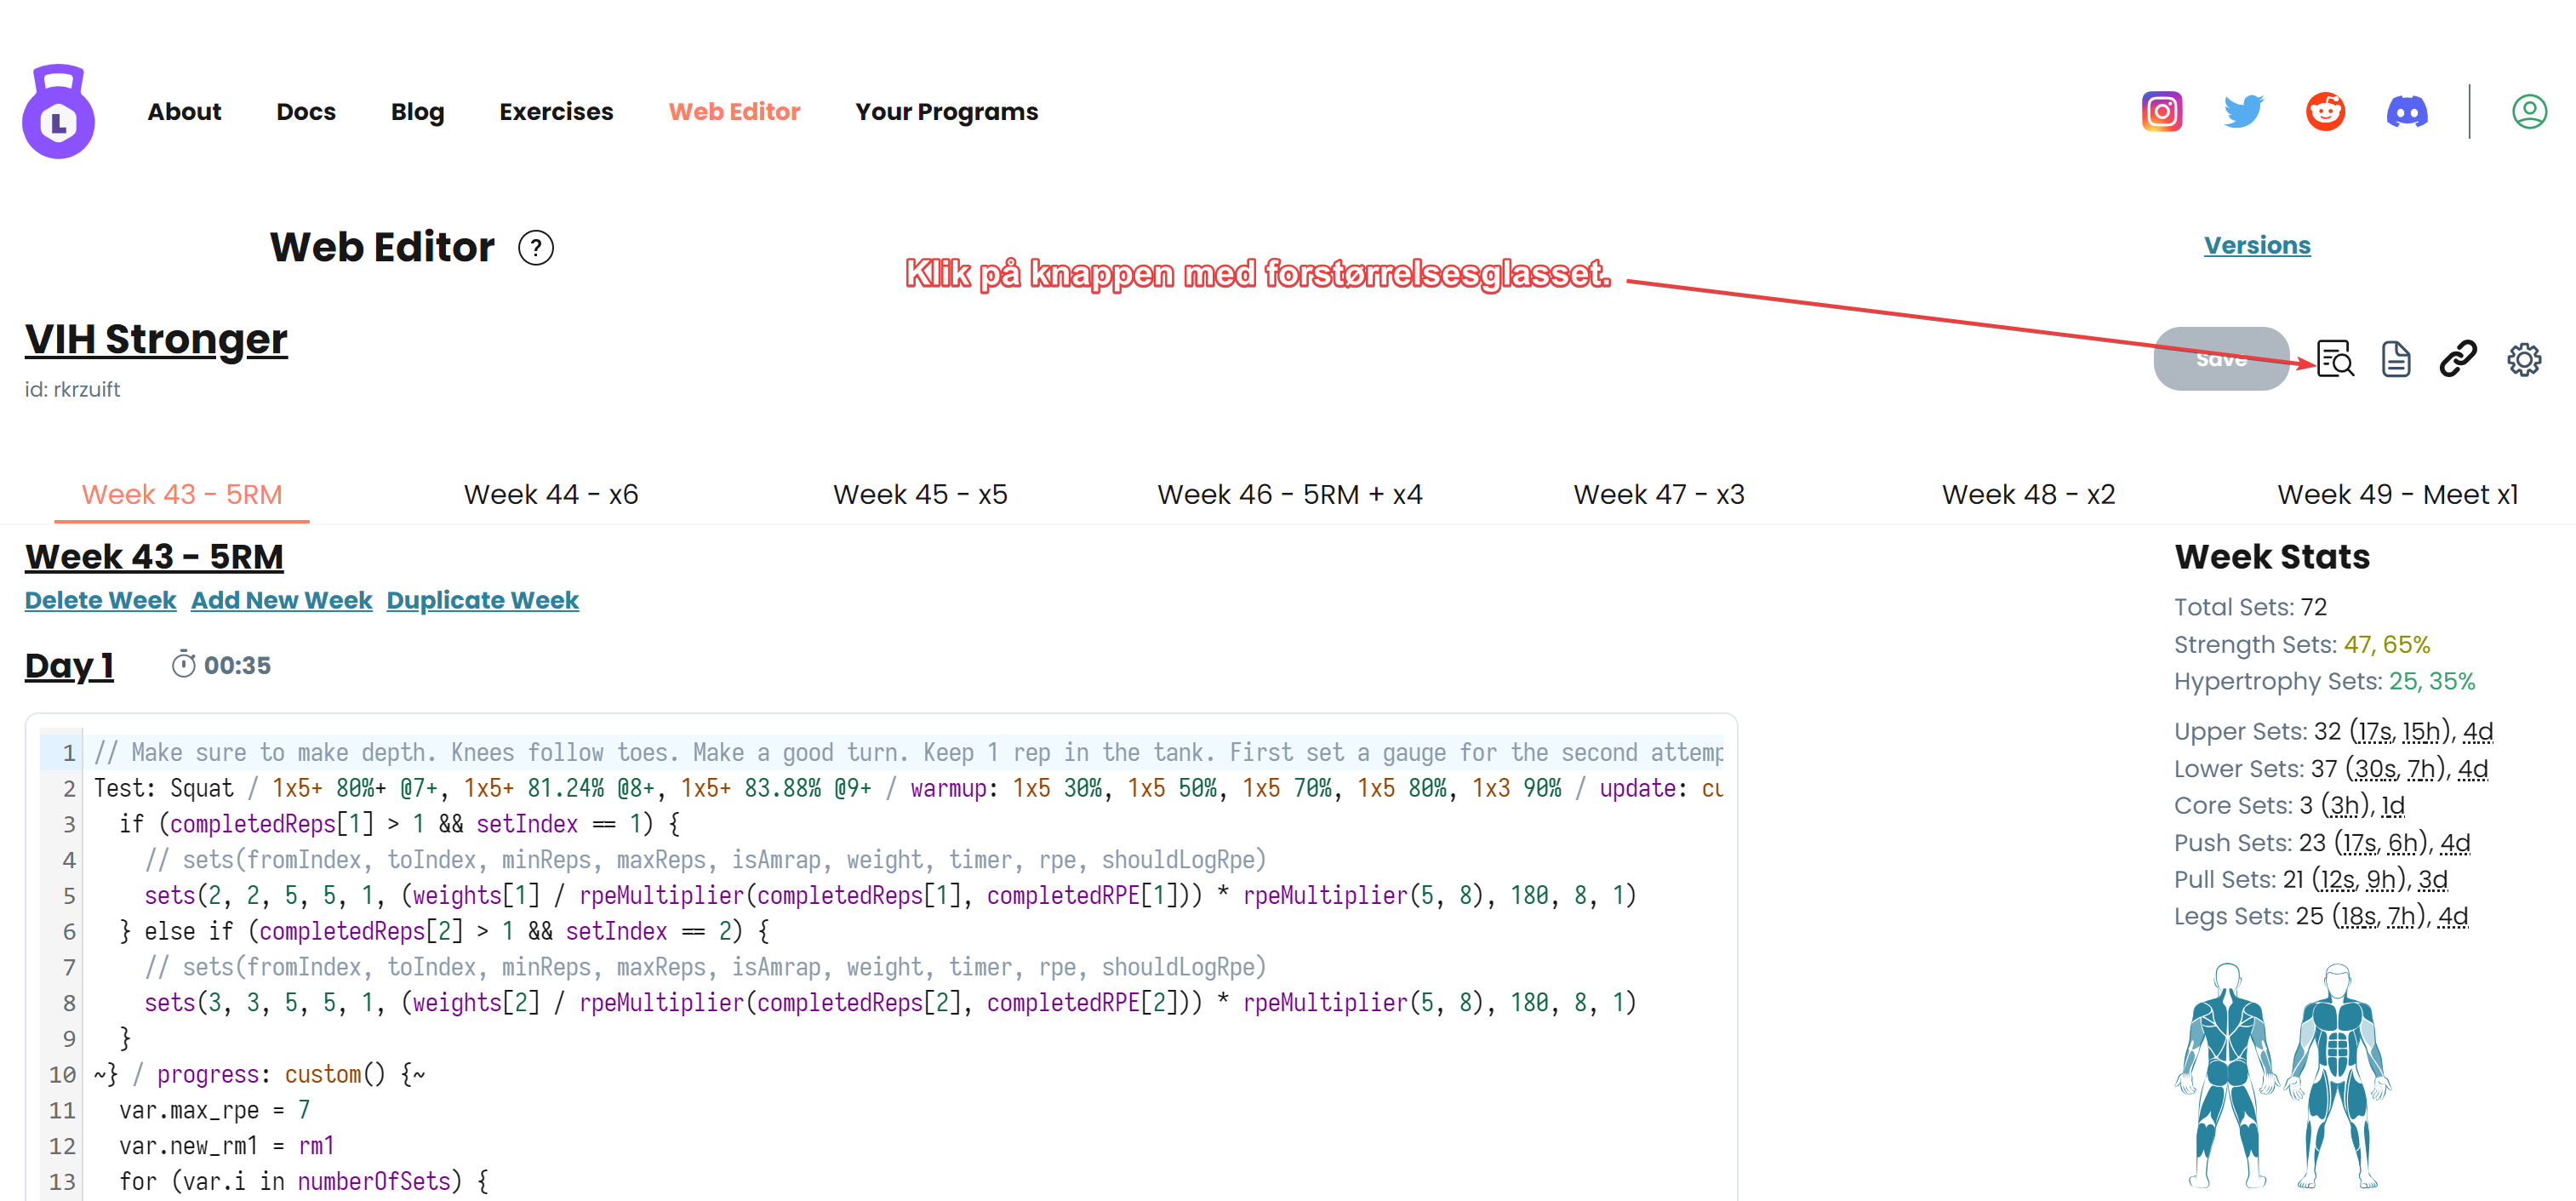 L
About Docs Blog Exercises Web Editor Your Programs
Web Editor ?
Versions
Klik på knappen med forstørrelsesglasset.
VIH Stronger
Save
id: rkrzuift
Week 43 - 5RM Week 44 - x6 Week 45 - x5 Week 46 - 5RM + x4 Week 47 - x3 Week 48 - x2 Week 49 - Meet x1
Week 43 - 5RM
Delete Week Add New Week Duplicate Week
Day 1 00:35
1 // Make sure to make depth. Knees follow toes. Make a good turn. Keep 1 rep in the tank. First set a gauge for the second attemp
2 Test: Squat / 1x5+ 80%+ @7+, 1x5+ 81.24% @8+, 1x5+ 83.88% @9+ / warmup: 1x5 30%, 1x5 50%, 1x5 70%, 1x5 80%, 1x3 90% / update: cu
3 if (completedReps[1] > 1 && setIndex == 1) {
4 // sets(fromIndex, toIndex, minReps, maxReps, isAmrap, weight, timer, rpe, shouldLogRpe)
5 sets(2, 2, 5, 5, 1, (weights[1] / rpeMultiplier(completedReps[1], completedRPE[1])) * rpeMultiplier(5, 8), 180, 8, 1)
6 } else if (completedReps[2] > 1 && setIndex == 2) {
7 // sets(fromIndex, toIndex, minReps, maxReps, isAmrap, weight, timer, rpe, shouldLogRpe)
8 sets(3, 3, 5, 5, 1, (weights[2] / rpeMultiplier(completedReps[2], completedRPE[2])) * rpeMultiplier(5, 8), 180, 8, 1)
9 }
10 ~} / progress: custom() {~
11 var.max_rpe = 7
12 var.new_rm1 = rm1
13 for (var.i in numberOfSets) {
Week Stats
Total Sets: 72
Strength Sets: 47, 65%
Hypertrophy Sets: 25, 35%
Upper Sets: 32 (17s, 15h), 4d
Lower Sets: 37 (30s, 7h), 4d
Core Sets: 3 (3h), 1d
Push Sets: 23 (17s, 6h), 4d
Pull Sets: 21 (12s, 9h), 3d
Legs Sets: 25 (18s, 7h), 4d